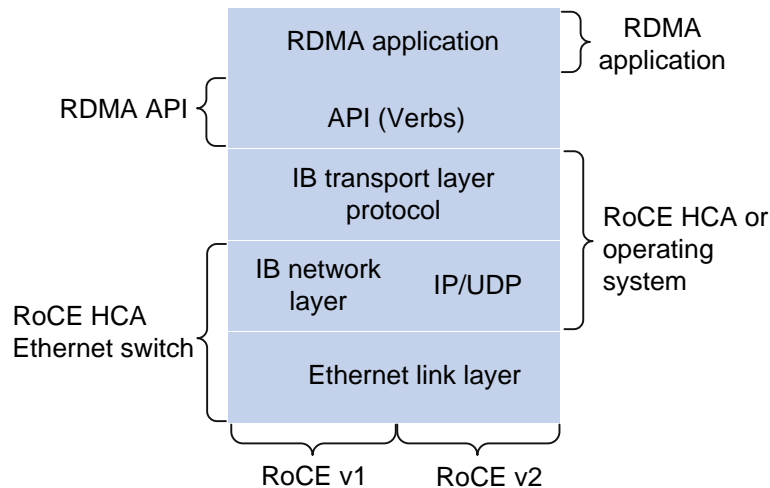 RDMA application
RDMA
application
RDMA API
API (Verbs)
IB transport layer
protocol
RoCE HCA or
operating
system
IB network
layer
IP/UDP
RoCE HCA
Ethernet switch
Ethernet link layer
RoCE v1
RoCE v2